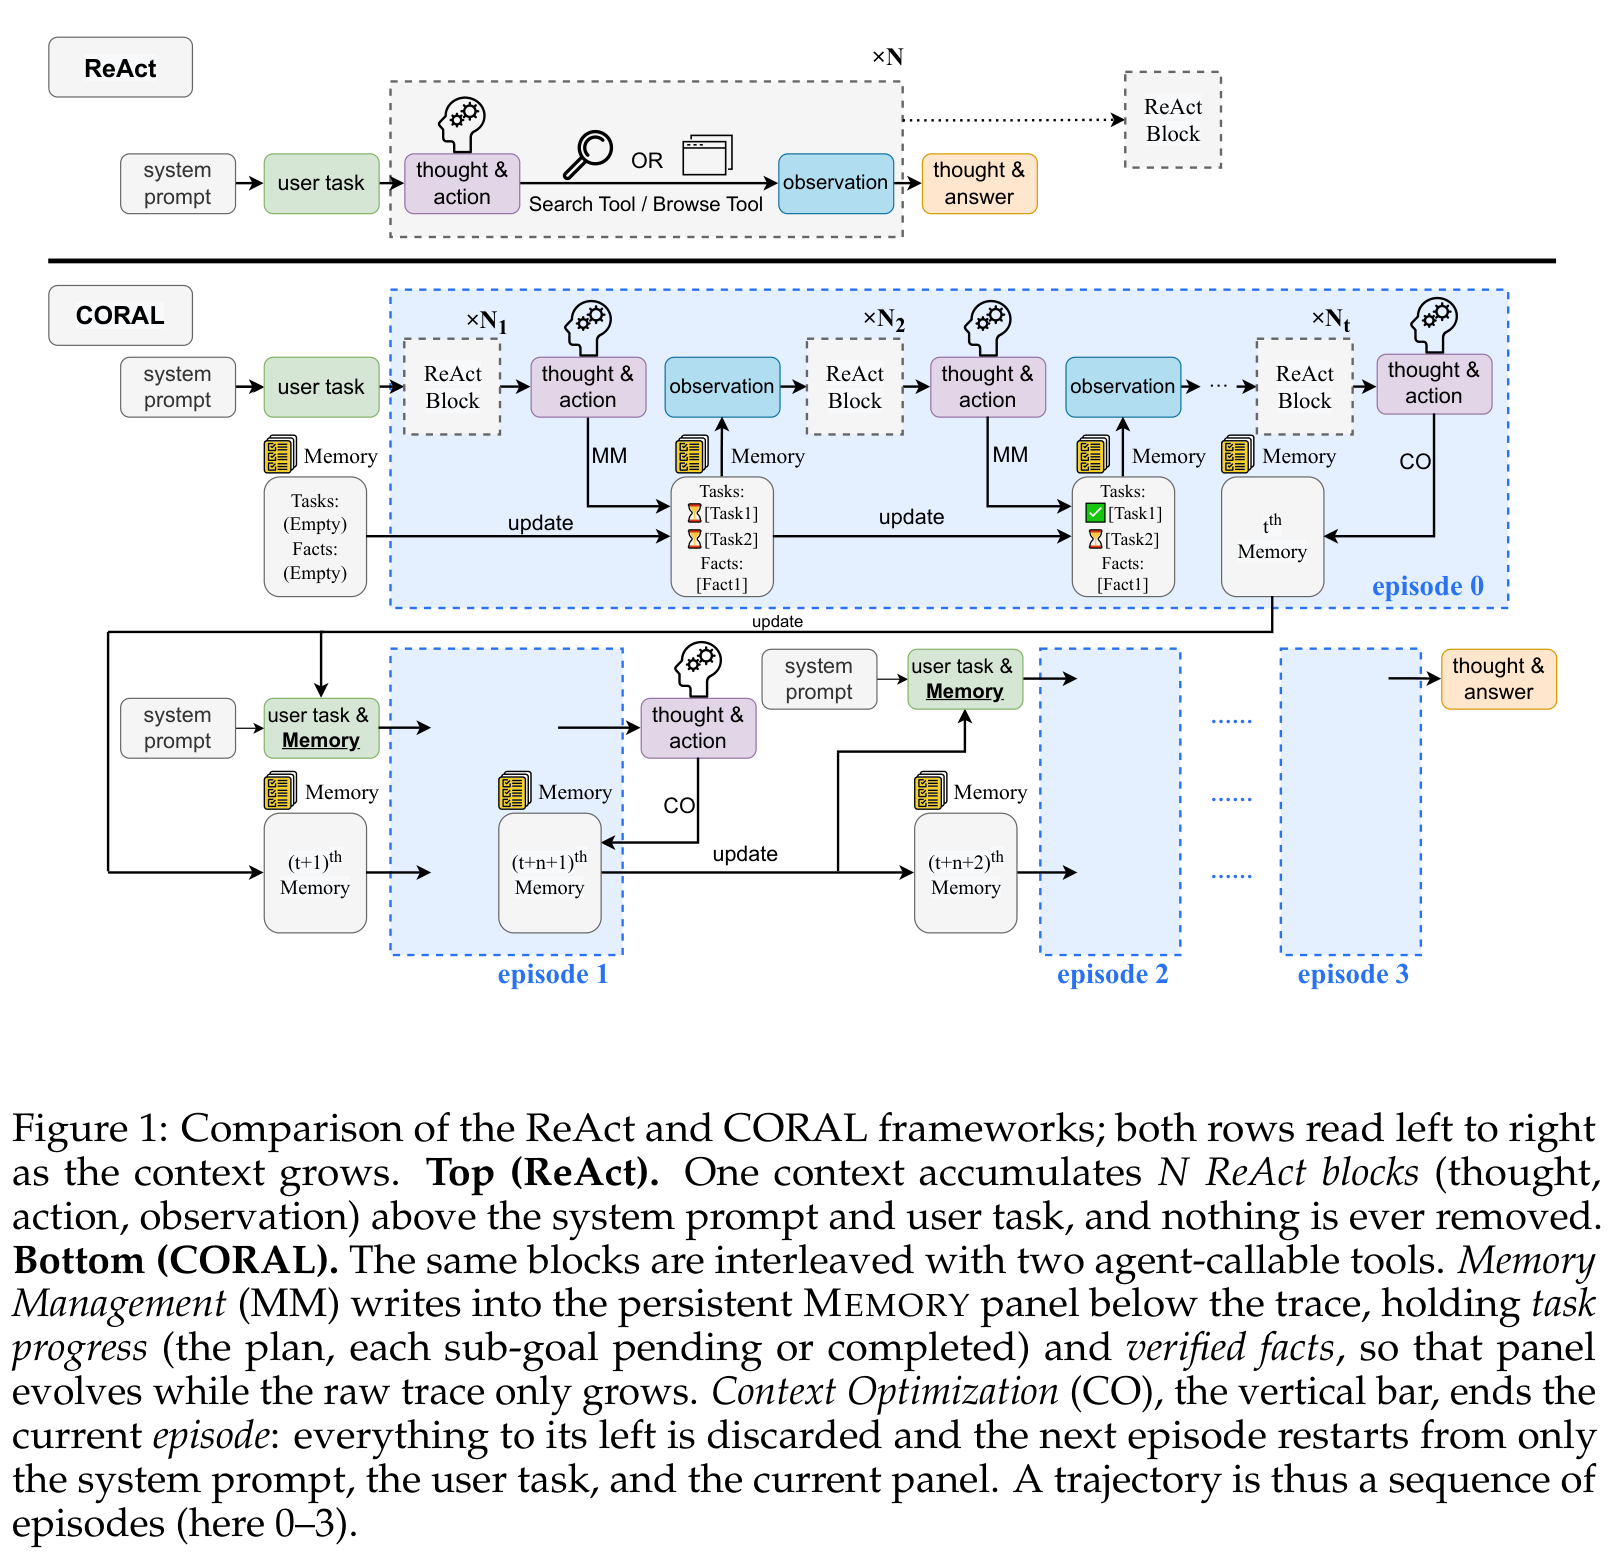 ReAct
×N
ReAct
Block
system
prompt
user task
thought &
action
OR
Search Tool / Browse Tool
observation
thought &
answer
CORAL
×N1
×N2
×Nt
system
prompt
user task
ReAct
Block
thought &
action
observation
ReAct
Block
thought &
action
observation
...
ReAct
Block
thought &
action
Memory
MM
Memory
MM
Memory
Memory
CO
Tasks:
(Empty)
Facts:
(Empty)
update
Tasks:
[Task1]
[Task2]
Facts:
[Fact1]
update
Tasks:
[Task1]
[Task2]
Facts:
[Fact1]
tth
Memory
episode 0
update
system
prompt
user task &
Memory
thought &
action
system
prompt
user task &
Memory
......
thought &
answer
Memory
Memory
CO
Memory
......
(t+1)th
Memory
(t+n+1)th
Memory
update
(t+n+2)th
Memory
......
episode 1
episode 2
episode 3
Figure 1: Comparison of the ReAct and CORAL frameworks; both rows read left to right
as the context grows. Top (ReAct). One context accumulates N ReAct blocks (thought,
action, observation) above the system prompt and user task, and nothing is ever removed.
Bottom (CORAL). The same blocks are interleaved with two agent-callable tools. Memory
Management (MM) writes into the persistent MEMORY panel below the trace, holding task
progress (the plan, each sub-goal pending or completed) and verified facts, so that panel
evolves while the raw trace only grows. Context Optimization (CO), the vertical bar, ends the
current episode: everything to its left is discarded and the next episode restarts from only
the system prompt, the user task, and the current panel. A trajectory is thus a sequence of
episodes (here 0–3).